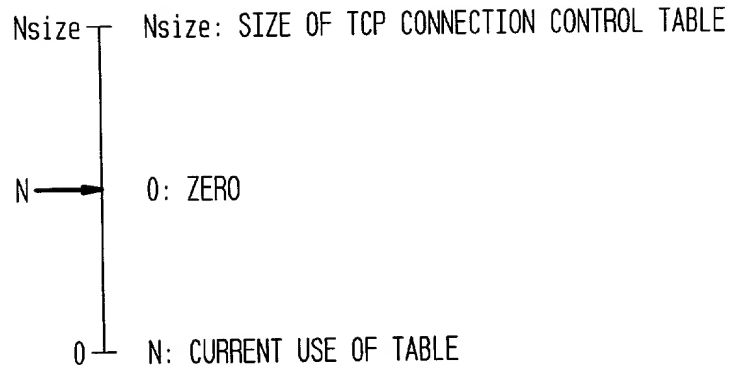 Nsize Nsize: SIZE OF TCP CONNECTION CONTROL TABLE
N 0: ZERO
0 N: CURRENT USE OF TABLE